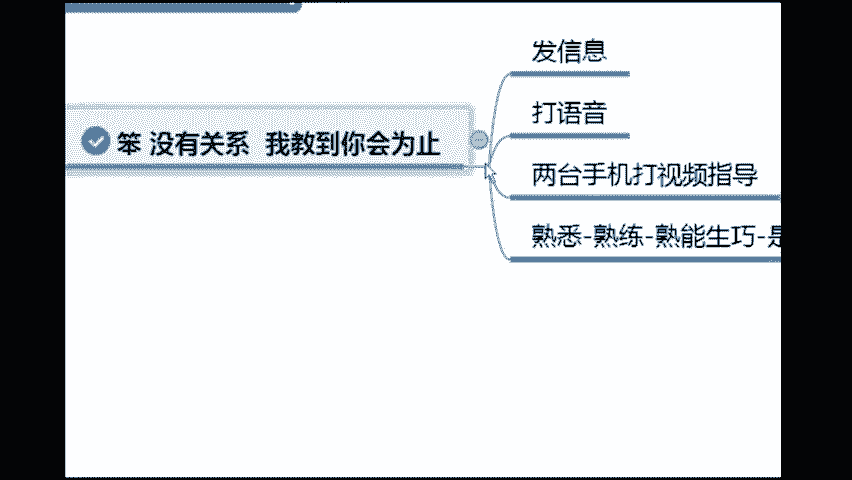 笨 没有关系 我教到你会为止
发信息
打语音
两台手机打视频指导
熟悉-熟练-熟能生巧-是